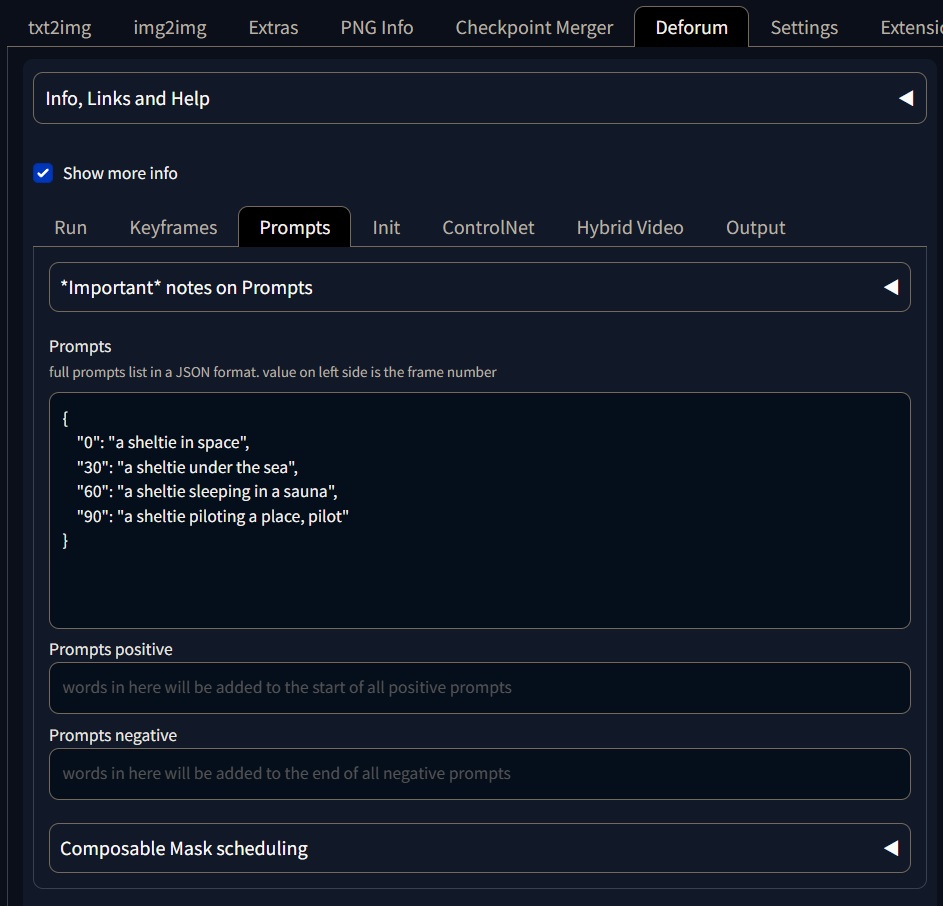 txt2img img2img Extras PNG Info Checkpoint Merger Deforum Settings Extensio
Info, Links and Help
Show more info
Run Keyframes Prompts Init ControlNet Hybrid Video Output
*Important* notes on Prompts
Prompts
full prompts list in a JSON format. value on left side is the frame number
{
"0": "a sheltie in space",
"30": "a sheltie under the sea",
"60": "a sheltie sleeping in a sauna",
"90": "a sheltie piloting a place, pilot"
}
Prompts positive
words in here will be added to the start of all positive prompts
Prompts negative
words in here will be added to the end of all negative prompts
Composable Mask scheduling